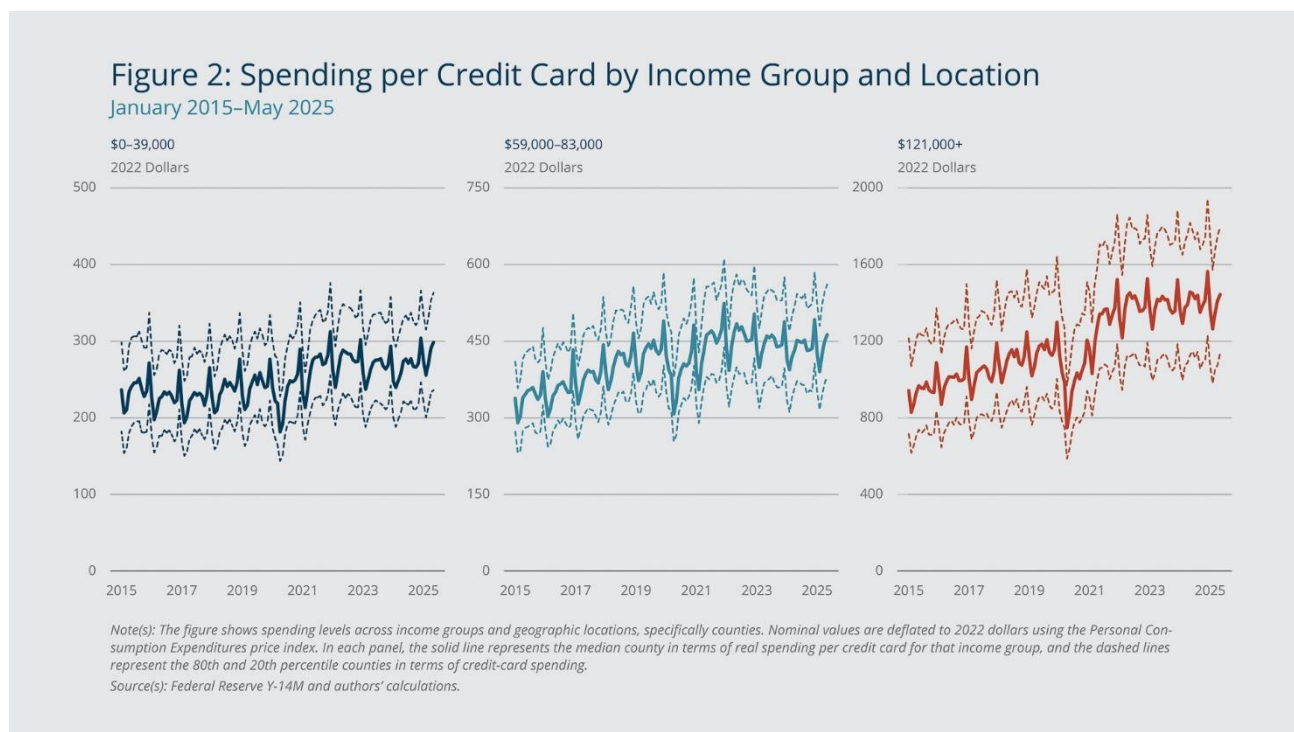 Figure 2: Spending per Credit Card by Income Group and Location
January 2015–May 2025
$0–39,000
2022 Dollars
500
400
300
200
100
0
2015 2017 2019 2021 2023 2025
$59,000–83,000
2022 Dollars
750
600
450
300
150
0
2015 2017 2019 2021 2023 2025
$121,000+
2022 Dollars
2000
1600
1200
800
400
0
2015 2017 2019 2021 2023 2025
Note(s): The figure shows spending levels across income groups and geographic locations, specifically counties. Nominal values are deflated to 2022 dollars using the Personal Con-
sumption Expenditures price index. In each panel, the solid line represents the median county in terms of real spending per credit card for that income group, and the dashed lines
represent the 80th and 20th percentile counties in terms of credit-card spending.
Source(s): Federal Reserve Y-14M and authors’ calculations.